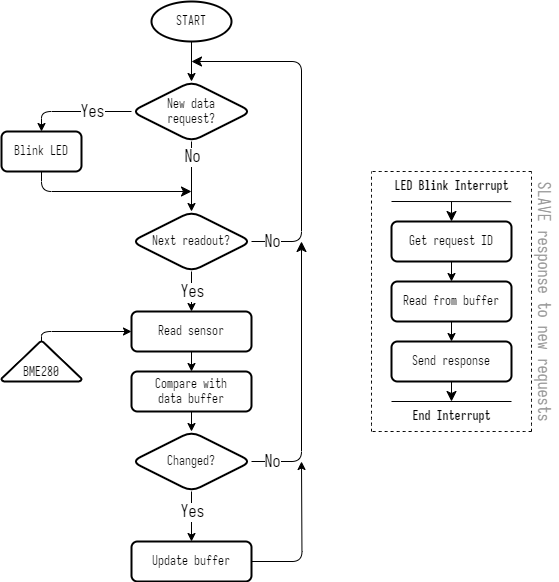 START
New data
request?
Yes
Blink LED
No
Next readout?
No
Yes
Read sensor
BME280
Compare with
data buffer
Changed?
No
Yes
Update buffer
LED Blink Interrupt
Get request ID
Read from buffer
Send response
End Interrupt
SLAVE response to new requests